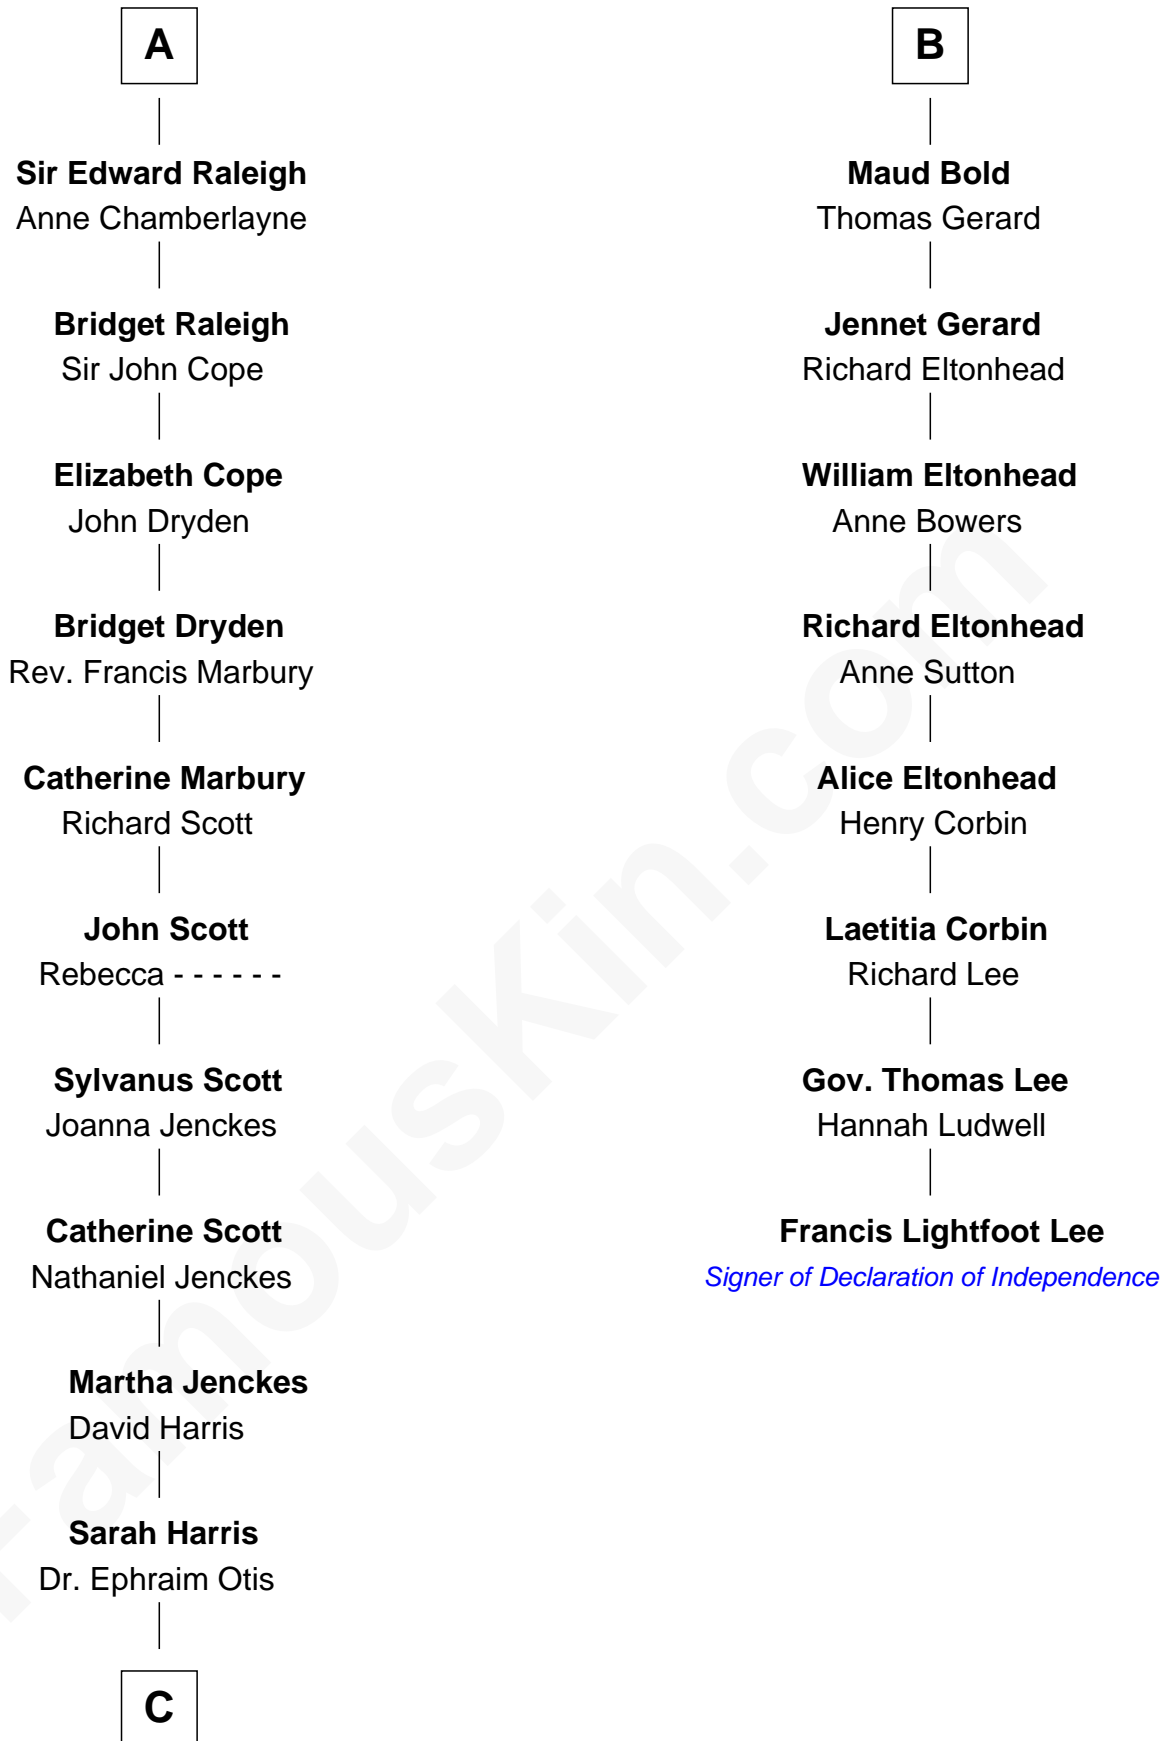 A
Sir Edward Raleigh
Anne Chamberlayne
Bridget Raleigh
Sir John Cope
Elizabeth Cope
John Dryden
Bridget Dryden
Rev. Francis Marbury
Catherine Marbury
Richard Scott
John Scott
Rebecca - - - - - -
Sylvanus Scott
Joanna Jenckes
Catherine Scott
Nathaniel Jenckes
Martha Jenckes
David Harris
Sarah Harris
Dr. Ephraim Otis
C
B
Maud Bold
Thomas Gerard
Jennet Gerard
Richard Eltonhead
William Eltonhead
Anne Bowers
Richard Eltonhead
Anne Sutton
Alice Eltonhead
Henry Corbin
Laetitia Corbin
Richard Lee
Gov. Thomas Lee
Hannah Ludwell
Francis Lightfoot Lee
Signer of Declaration of Independence
FamousKin.com